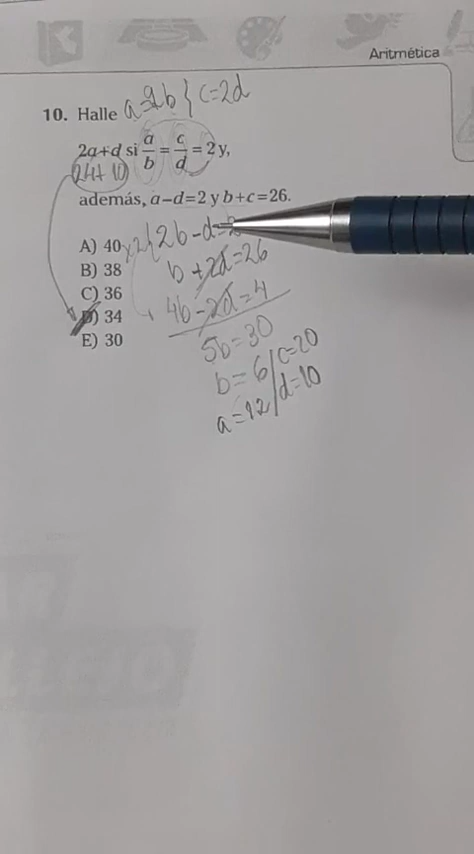 Aritmética
10. Halle a=2b { c=2d
2a+d si a/b = c/d = 2 y,
24+10
además, a−d=2 y b+c=26.
A) 40 x2{2b-d=2
B) 38 b+2d=26
C) 36 4b-2d=4
D) 34
E) 30 5b=30
b=6/c=20
a=12/d=10